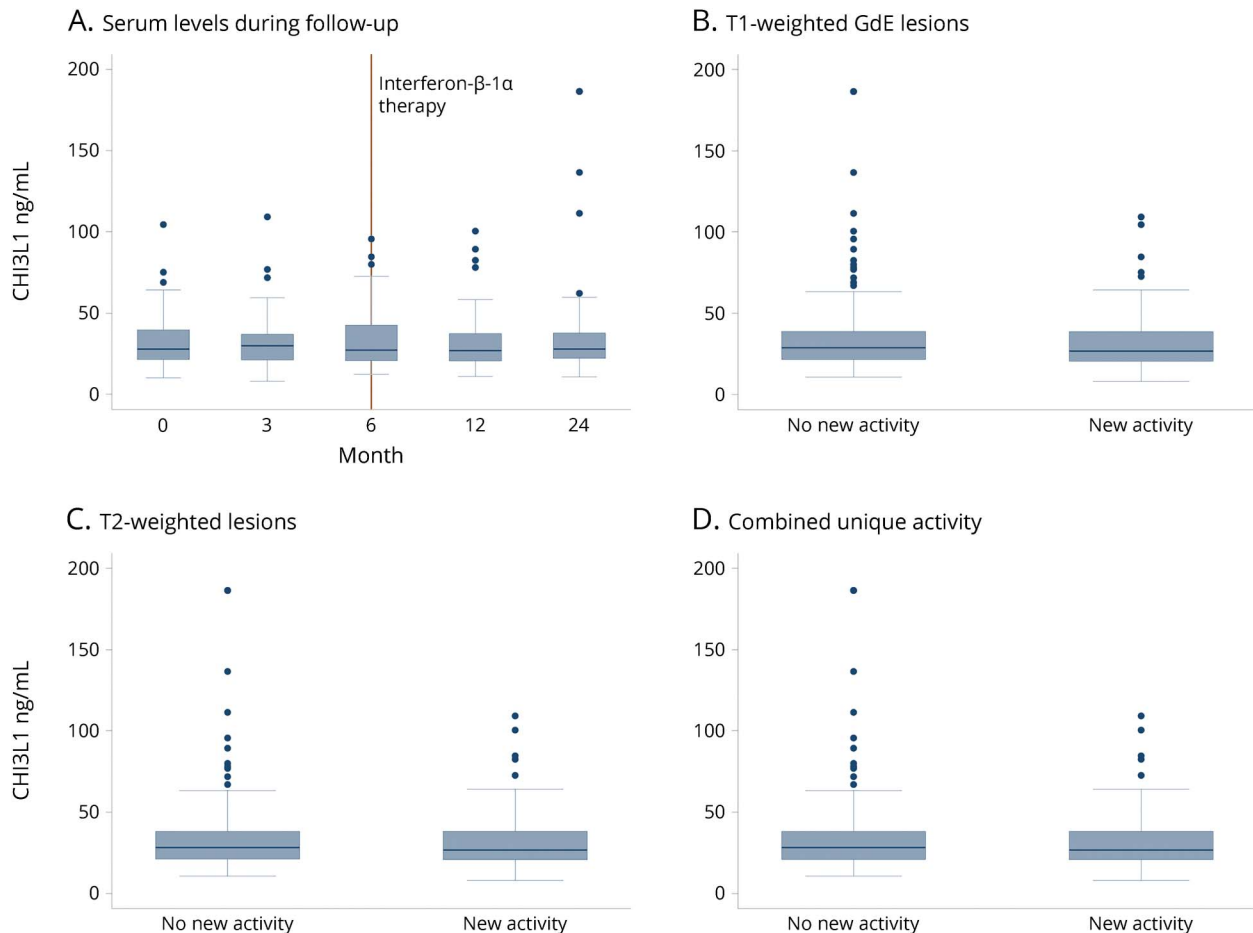 A. Serum levels during follow-up
CHI3L1 ng/mL
200
150
100
50
0
Interferon-β-1α
therapy
0 3 6 12 24
Month
B. T1-weighted GdE lesions
200
150
100
50
0
No new activity New activity
C. T2-weighted lesions
CHI3L1 ng/mL
200
150
100
50
0
No new activity New activity
D. Combined unique activity
200
150
100
50
0
No new activity New activity